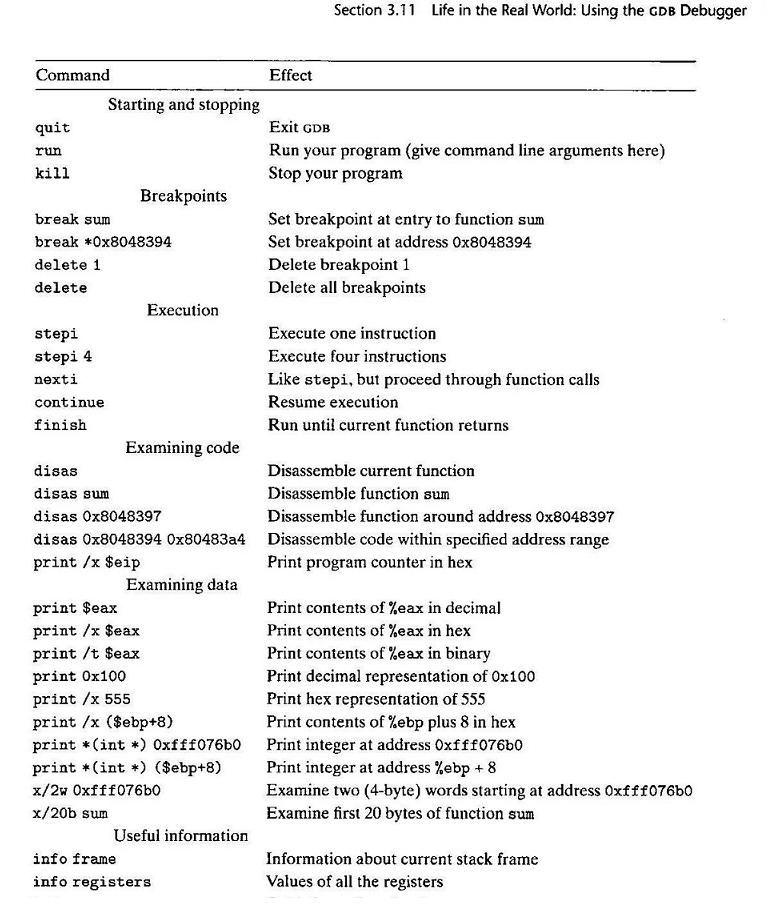 Section 3.11 Life in the Real World: Using the GDB Debugger
Command Effect
Starting and stopping
quit Exit GDB
run Run your program (give command line arguments here)
kill Stop your program
Breakpoints
break sum Set breakpoint at entry to function sum
break *0x8048394 Set breakpoint at address 0x8048394
delete 1 Delete breakpoint 1
delete Delete all breakpoints
Execution
stepi Execute one instruction
stepi 4 Execute four instructions
nexti Like stepi, but proceed through function calls
continue Resume execution
finish Run until current function returns
Examining code
disas Disassemble current function
disas sum Disassemble function sum
disas 0x8048397 Disassemble function around address 0x8048397
disas 0x8048394 0x80483a4 Disassemble code within specified address range
print /x $eip Print program counter in hex
Examining data
print $eax Print contents of %eax in decimal
print /x $eax Print contents of %eax in hex
print /t $eax Print contents of %eax in binary
print 0x100 Print decimal representation of 0x100
print /x 555 Print hex representation of 555
print /x ($ebp+8) Print contents of %ebp plus 8 in hex
print *(int *) 0xfff076b0 Print integer at address 0xfff076b0
print *(int *) ($ebp+8) Print integer at address %ebp + 8
x/2w 0xfff076b0 Examine two (4-byte) words starting at address 0xfff076b0
x/20b sum Examine first 20 bytes of function sum
Useful information
info frame Information about current stack frame
info registers Values of all the registers